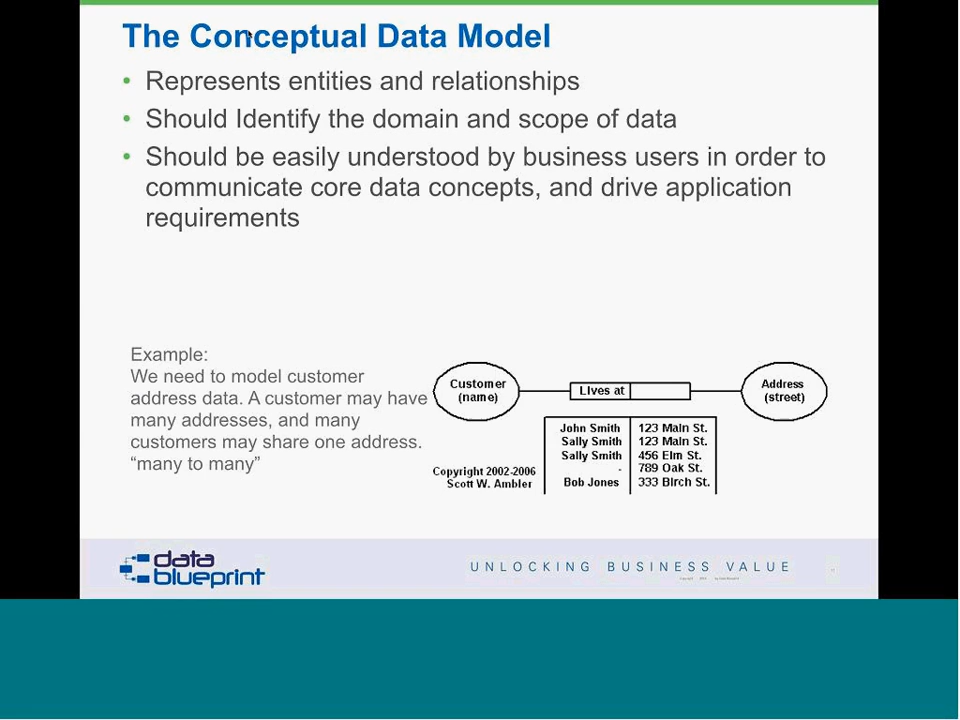 The Conceptual Data Model
• Represents entities and relationships
• Should Identify the domain and scope of data
• Should be easily understood by business users in order to
communicate core data concepts, and drive application
requirements
Example:
We need to model customer
address data. A customer may have
many addresses, and many
customers may share one address.
“many to many”
Customer
(name)
Lives at
Address
(street)
John Smith 123 Main St.
Sally Smith 123 Main St.
Sally Smith 456 Elm St.
- 789 Oak St.
Bob Jones 333 Birch St.
Copyright 2002-2006
Scott W. Ambler
data
blueprint
UNLOCKING BUSINESS VALUE